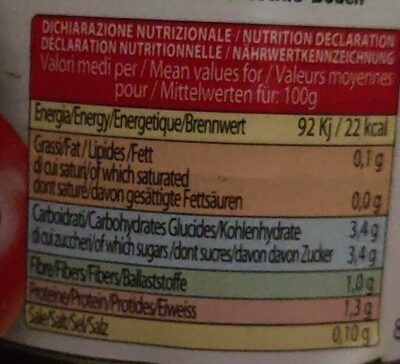 DICHIARAZIONE NUTRIZIONALE / NUTRITION DECLARATION
DÉCLARATION NUTRITIONNELLE / NÄHRWERTKENNZEICHNUNG
Valori medi per / Mean values for / Valeurs moyennes
pour / Mittelwerten für: 100g
Energia/Energy/Energetique/Brennwert 92 Kj / 22 kcal
Grassi/Fat/Lipides/Fett 0,1 g
di cui saturi/of which saturated
dont saturé/davon gesättigte Fettsäuren 0,0 g
Carboidrati/Carbohydrates Glucides/Kohlenhydrate 3,4 g
di cui zuccheri/of which sugars/dont sucres/davon davon Zucker 3,4 g
Fibre/Fibers/Fibers/Ballaststoffe 1,0 g
Proteine/Protein/Protides/Eiweiss 1,3 g
Sale/Salt/Sel/Salz 0,10 g